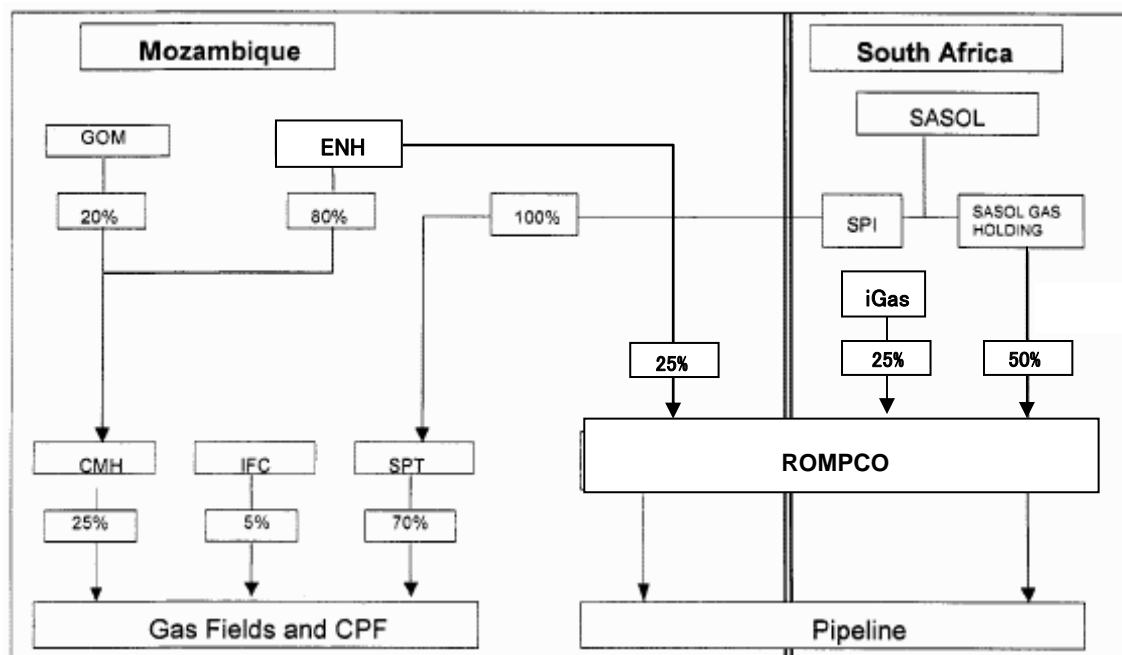 Mozambique
South Africa
SASOL
GOM
ENH
20%
80%
100%
SPI
SASOL GAS
HOLDING
iGas
25%
25%
50%
CMH
IFC
SPT
ROMPCO
25%
5%
70%
Gas Fields and CPF
Pipeline